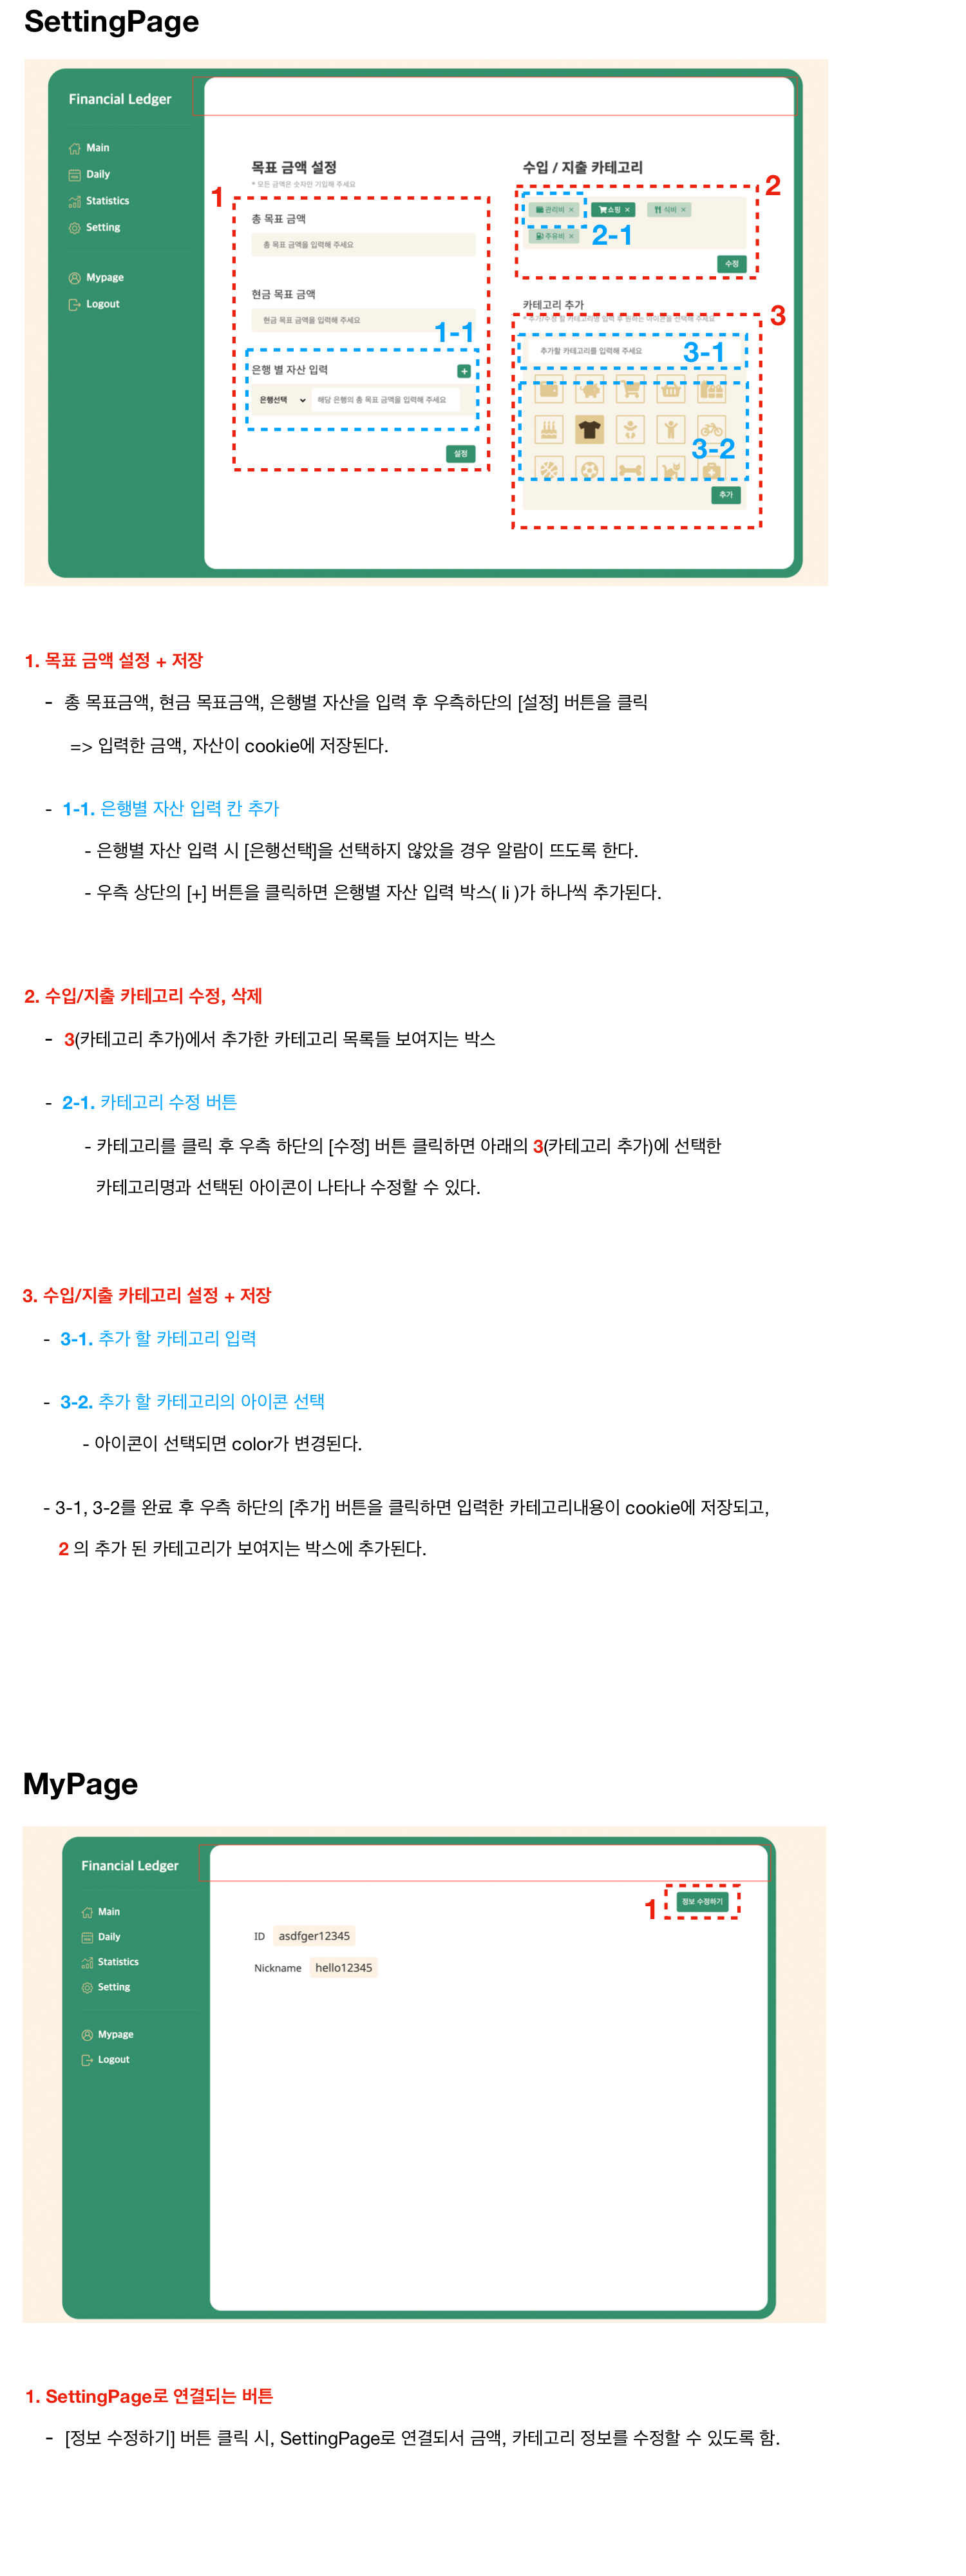 SettingPage
Financial Ledger
Main
Daily
Statistics
Setting
Mypage
Logout
1
목표 금액 설정
* 모든 금액은 숫자만 기입해 주세요
총 목표 금액
총 목표 금액을 입력해 주세요
현금 목표 금액
현금 목표 금액을 입력해 주세요
1-1
은행 별 자산 입력
+
은행선택
해당 은행의 총 목표 금액을 입력해 주세요
설정
수입 / 지출 카테고리
2
관리비 ×
쇼핑 ×
식비 ×
주유비 ×
2-1
수정
카테고리 추가
3
* 추가/수정 할 카테고리명 입력 후 원하는 아이콘을 선택해 주세요
추가할 카테고리를 입력해 주세요
3-1
3-2
추가
1. 목표 금액 설정 + 저장
- 총 목표금액, 현금 목표금액, 은행별 자산을 입력 후 우측하단의 [설정] 버튼을 클릭
=> 입력한 금액, 자산이 cookie에 저장된다.
- 1-1. 은행별 자산 입력 칸 추가
- 은행별 자산 입력 시 [은행선택]을 선택하지 않았을 경우 알람이 뜨도록 한다.
- 우측 상단의 [+] 버튼을 클릭하면 은행별 자산 입력 박스( li )가 하나씩 추가된다.
2. 수입/지출 카테고리 수정, 삭제
- 3(카테고리 추가)에서 추가한 카테고리 목록들 보여지는 박스
- 2-1. 카테고리 수정 버튼
- 카테고리를 클릭 후 우측 하단의 [수정] 버튼 클릭하면 아래의 3(카테고리 추가)에 선택한
카테고리명과 선택된 아이콘이 나타나 수정할 수 있다.
3. 수입/지출 카테고리 설정 + 저장
- 3-1. 추가 할 카테고리 입력
- 3-2. 추가 할 카테고리의 아이콘 선택
- 아이콘이 선택되면 color가 변경된다.
- 3-1, 3-2를 완료 후 우측 하단의 [추가] 버튼을 클릭하면 입력한 카테고리내용이 cookie에 저장되고,
2 의 추가 된 카테고리가 보여지는 박스에 추가된다.
MyPage
Financial Ledger
Main
Daily
Statistics
Setting
Mypage
Logout
1
정보 수정하기
ID asdfger12345
Nickname hello12345
1. SettingPage로 연결되는 버튼
- [정보 수정하기] 버튼 클릭 시, SettingPage로 연결되서 금액, 카테고리 정보를 수정할 수 있도록 함.